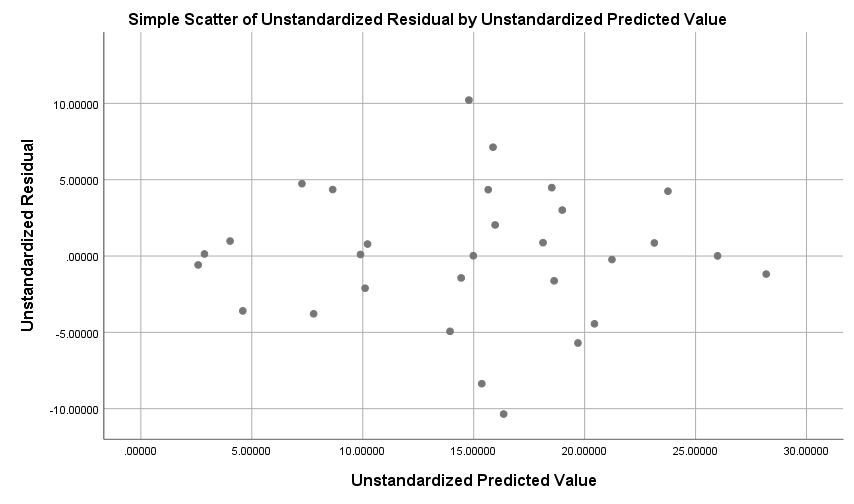 Simple Scatter of Unstandardized Residual by Unstandardized Predicted Value
Unstandardized Residual
10.00000
5.00000
.00000
-5.00000
-10.00000
.00000 5.00000 10.00000 15.00000 20.00000 25.00000 30.00000
Unstandardized Predicted Value